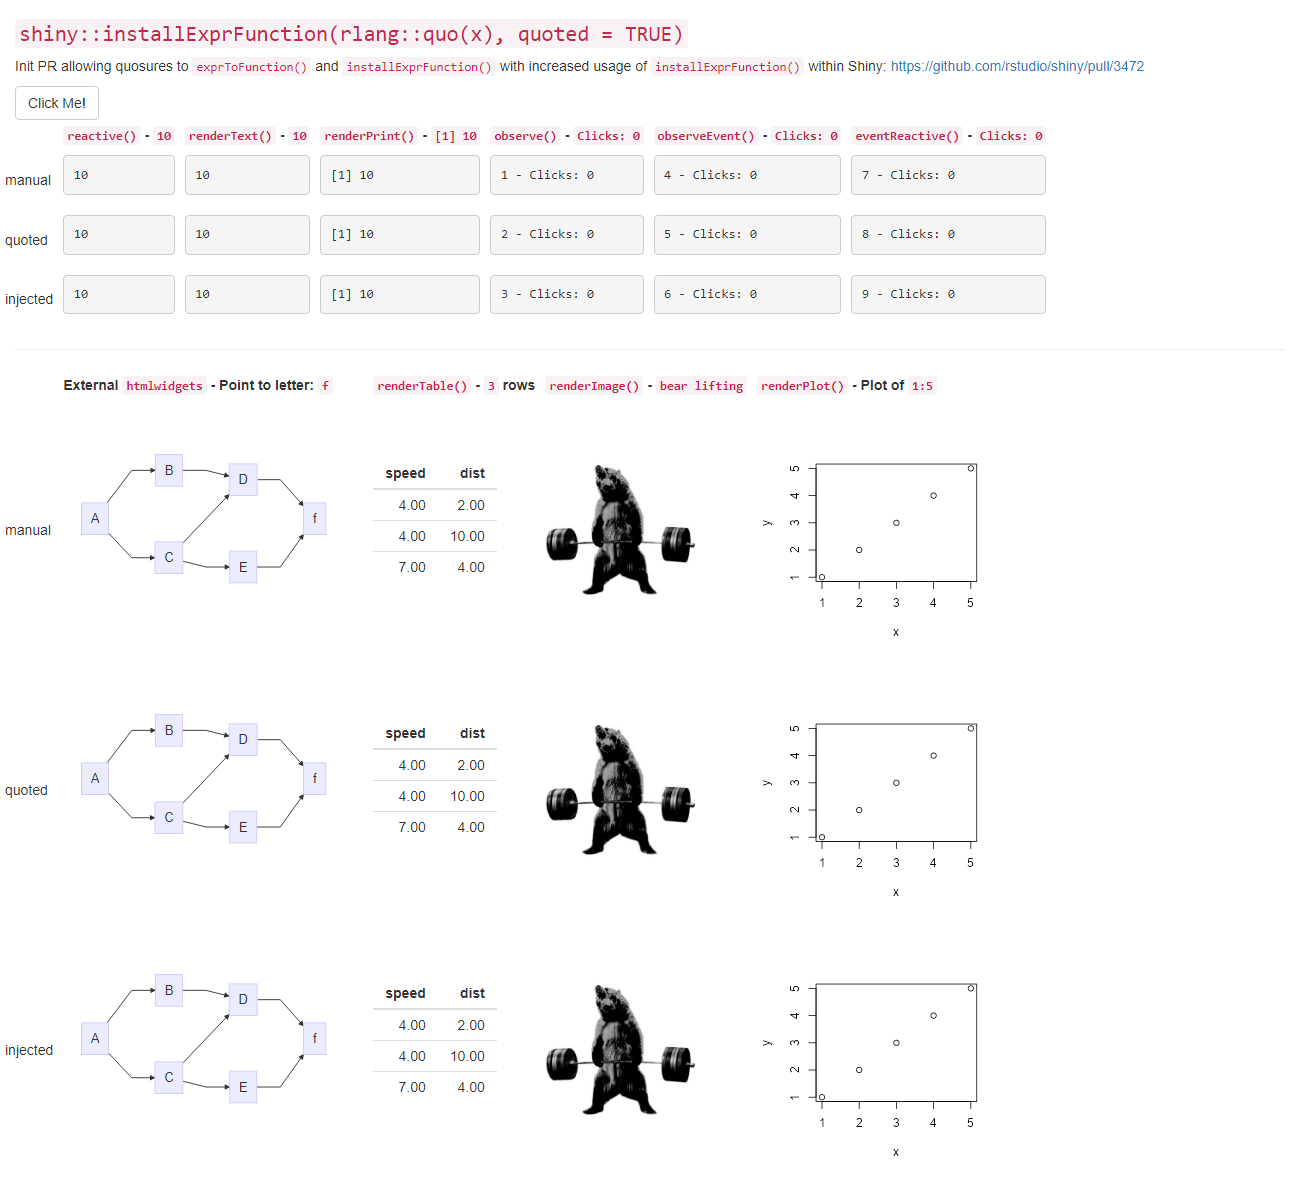 shiny::installExprFunction(rlang::quo(x), quoted = TRUE)
Init PR allowing quosures to exprToFunction() and installExprFunction() with increased usage of installExprFunction() within Shiny: https://github.com/rstudio/shiny/pull/3472
Click Me!
reactive() - 10 renderText() - 10 renderPrint() - [1] 10 observe() - Clicks: 0 observeEvent() - Clicks: 0 eventReactive() - Clicks: 0
manual 10 10 [1] 10 1 - Clicks: 0 4 - Clicks: 0 7 - Clicks: 0
quoted 10 10 [1] 10 2 - Clicks: 0 5 - Clicks: 0 8 - Clicks: 0
injected 10 10 [1] 10 3 - Clicks: 0 6 - Clicks: 0 9 - Clicks: 0
External htmlwidgets - Point to letter: f renderTable() - 3 rows renderImage() - bear lifting renderPlot() - Plot of 1:5
manual
A
B
C
D
E
f
speed dist
4.00 2.00
4.00 10.00
7.00 4.00
y
5
4
3
2
1
1 2 3 4 5
x
quoted
A
B
C
D
E
f
speed dist
4.00 2.00
4.00 10.00
7.00 4.00
y
5
4
3
2
1
1 2 3 4 5
x
injected
A
B
C
D
E
f
speed dist
4.00 2.00
4.00 10.00
7.00 4.00
y
5
4
3
2
1
1 2 3 4 5
x